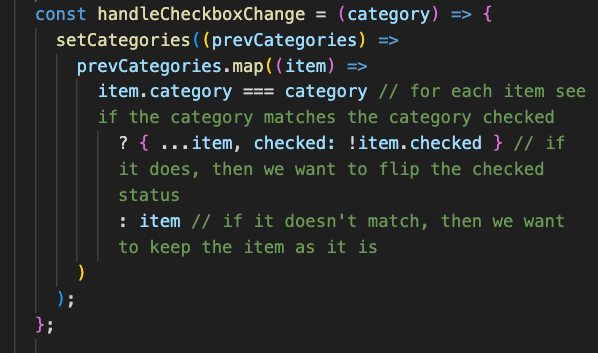 const handleCheckboxChange = (category) => {
setCategories((prevCategories) =>
prevCategories.map((item) =>
item.category === category // for each item see
if the category matches the category checked
? { ...item, checked: !item.checked } // if
it does, then we want to flip the checked
status
: item // if it doesn't match, then we want
to keep the item as it is
)
);
};